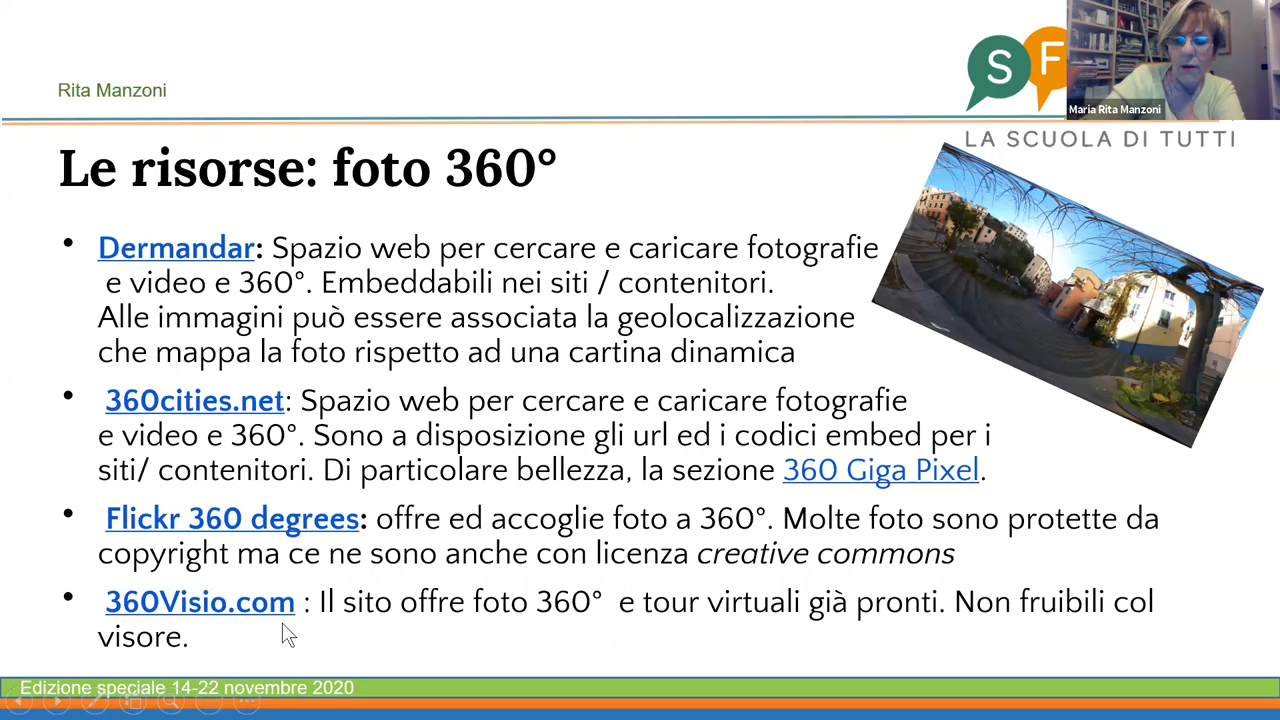 S F
Maria Rita Manzoni
Rita Manzoni
LA SCUOLA DI TUTTI
Le risorse: foto 360°
• Dermandar: Spazio web per cercare e caricare fotografie
e video e 360°. Embeddabili nei siti / contenitori.
Alle immagini può essere associata la geolocalizzazione
che mappa la foto rispetto ad una cartina dinamica
• 360cities.net: Spazio web per cercare e caricare fotografie
e video e 360°. Sono a disposizione gli url ed i codici embed per i
siti/ contenitori. Di particolare bellezza, la sezione 360 Giga Pixel.
• Flickr 360 degrees: offre ed accoglie foto a 360°. Molte foto sono protette da
copyright ma ce ne sono anche con licenza creative commons
• 360Visio.com : Il sito offre foto 360° e tour virtuali già pronti. Non fruibili col
visore.
Edizione speciale 14-22 novembre 2020